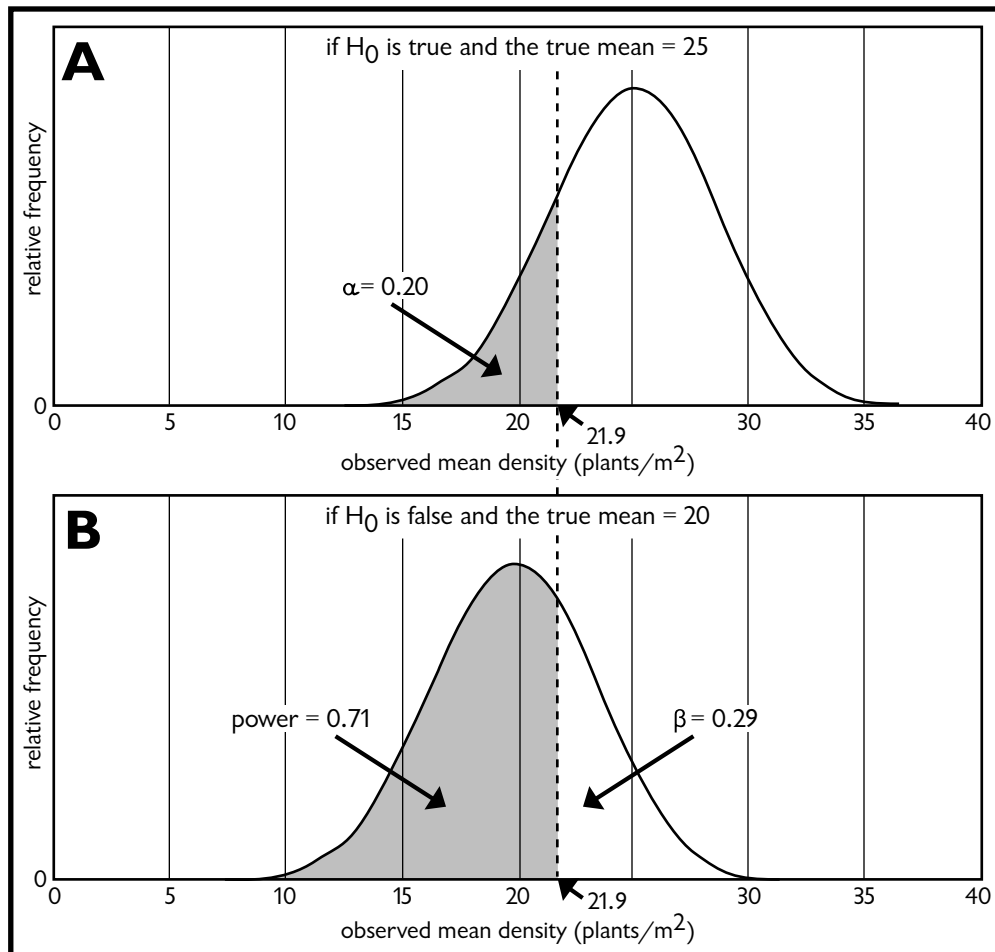 A
if H0 is true and the true mean = 25
relative frequency
α = 0.20
0
0 5 10 15 20 30 35 40
21.9
observed mean density (plants/m²)
B
if H0 is false and the true mean = 20
relative frequency
power = 0.71
β = 0.29
0
0 5 10 15 20 30 35 40
21.9
observed mean density (plants/m²)